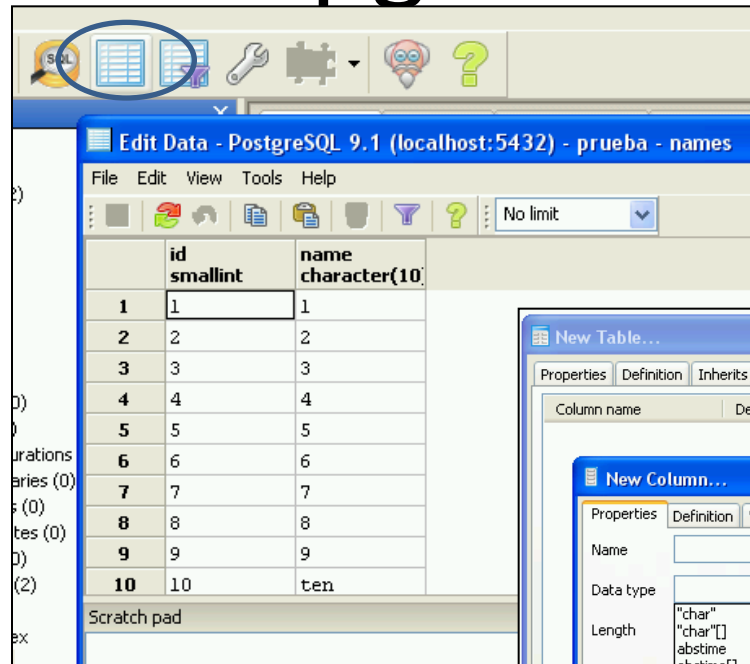 SQL
Edit Data - PostgreSQL 9.1 (localhost:5432) - prueba - names
File Edit View Tools Help
No limit
id name
smallint character(10)
1 1 1
2 2 2
3 3 3
4 4 4
5 5 5
6 6 6
7 7 7
8 8 8
9 9 9
10 10 ten
Scratch pad
urations
aries (0)
s (0)
tes (0)
(2)
ex
New Table...
Properties Definition Inherits
Column name De
New Column...
Properties Definition
Name
Data type
Length
"char"
"char"[]
abstime